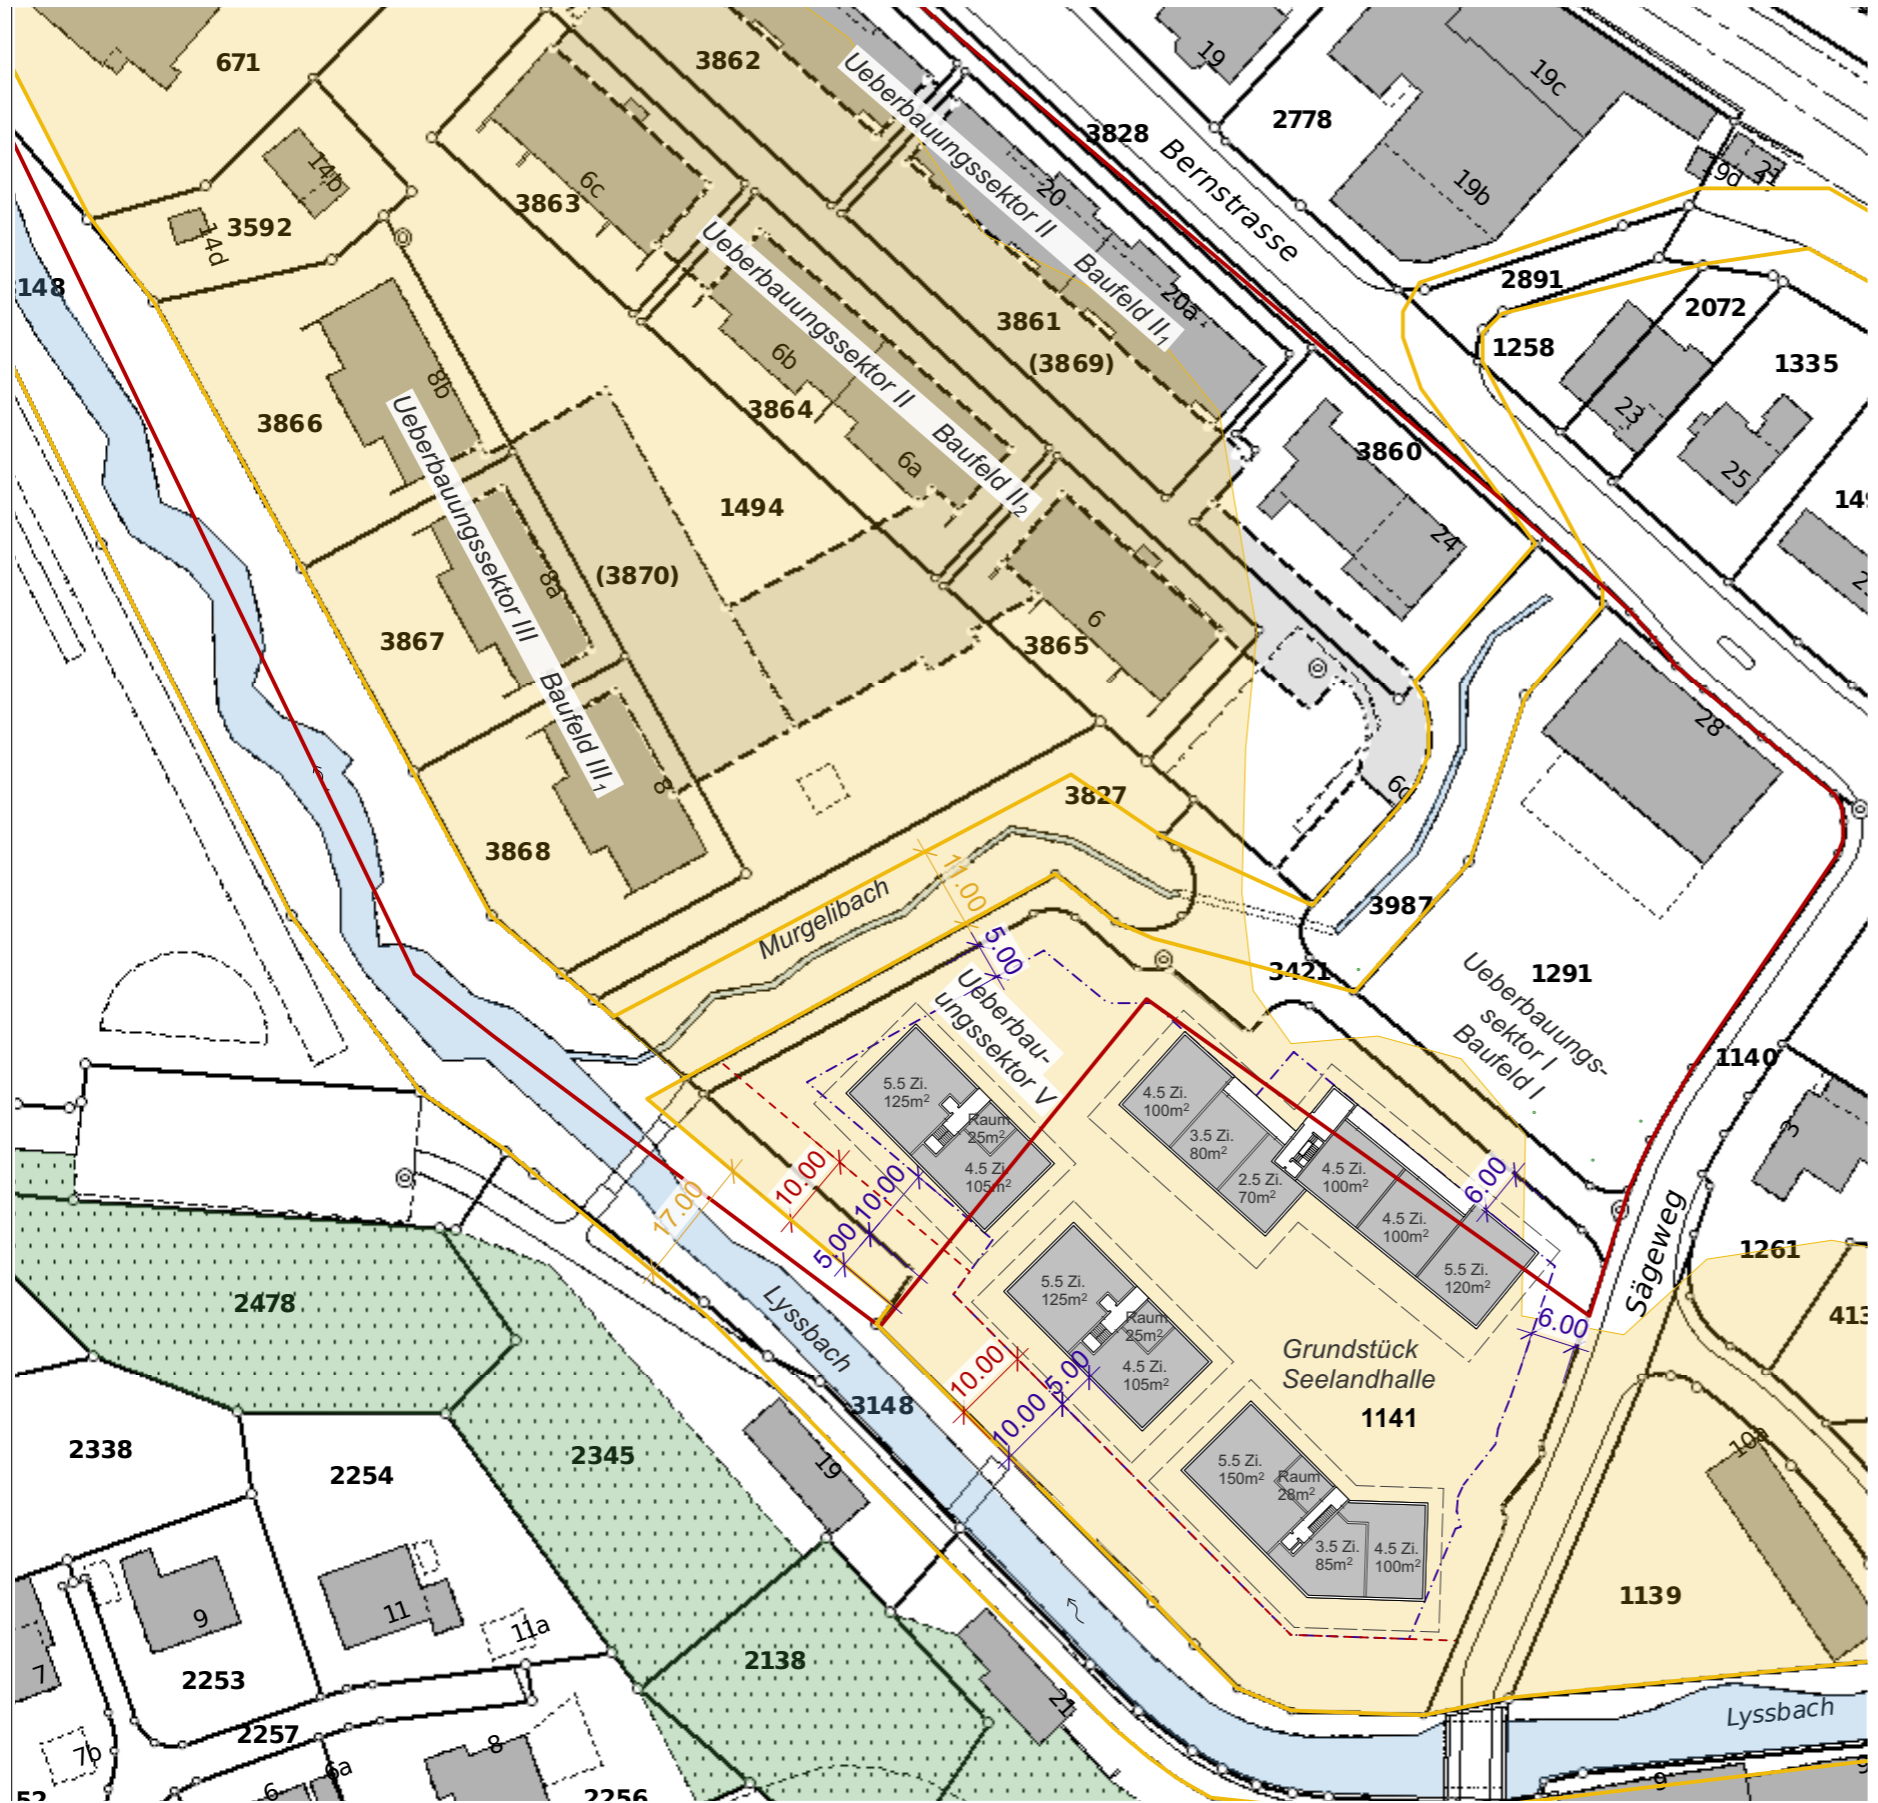 671
3862
19
19c
2778
3828
Bernstrasse
19b
19d
21
14b
3592
14d
3863
6c
Ueberbauungssektor II Baufeld II1
20
20a
2891
2072
1258
1335
148
Ueberbauungssektor II Baufeld II2
3861
(3869)
6b
3864
6a
8b
3866
Ueberbauungssektor III Baufeld III1
3860
23
25
24
1494
(3870)
8a
3867
3865
6
28
8
3868
3827
6d
Murgelibach
11.00
5.00
3987
3421
1291
Ueberbauungs-
sektor I
Baufeld I
Ueberbau-
ungssektor V
1140
3
5.5 Zi.
125m²
Raum
25m²
4.5 Zi.
105m²
4.5 Zi.
100m²
3.5 Zi.
80m²
2.5 Zi.
70m²
4.5 Zi.
100m²
4.5 Zi.
100m²
5.5 Zi.
120m²
6.00
6.00
Sägeweg
1261
413
17.00
10.00
10.00
5.00
2478
Lyssbach
5.5 Zi.
125m²
Raum
25m²
4.5 Zi.
105m²
Grundstück
Seelandhalle
1141
10.00
5.00
10.00
3148
2338
2254
2345
19
5.5 Zi.
150m²
Raum
28m²
3.5 Zi.
85m²
4.5 Zi.
100m²
10a
1139
9
11
11a
7
2253
2138
21
Lyssbach
2257
7b
8
6
6a
2256
52
9